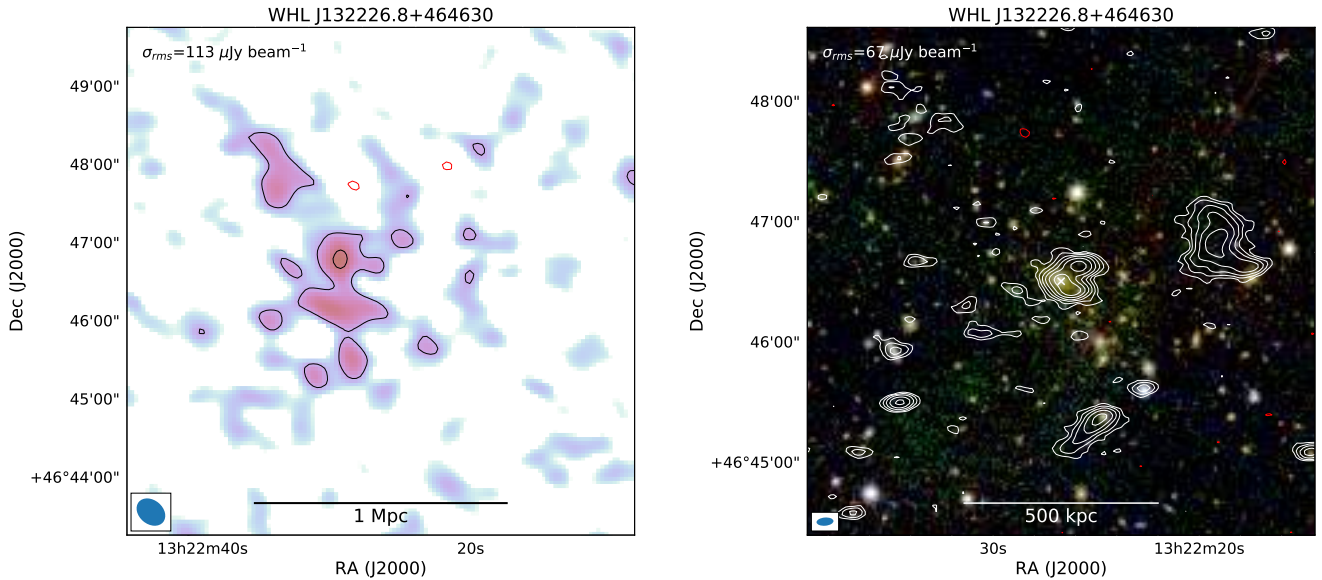 WHL J132226.8+464630
σrms=113 μJy beam⁻¹
49'00"
48'00"
47'00"
46'00"
45'00"
+46°44'00"
Dec (J2000)
1 Mpc
13h22m40s
20s
RA (J2000)
WHL J132226.8+464630
σrms=67 μJy beam⁻¹
48'00"
47'00"
46'00"
+46°45'00"
Dec (J2000)
500 kpc
30s
13h22m20s
RA (J2000)